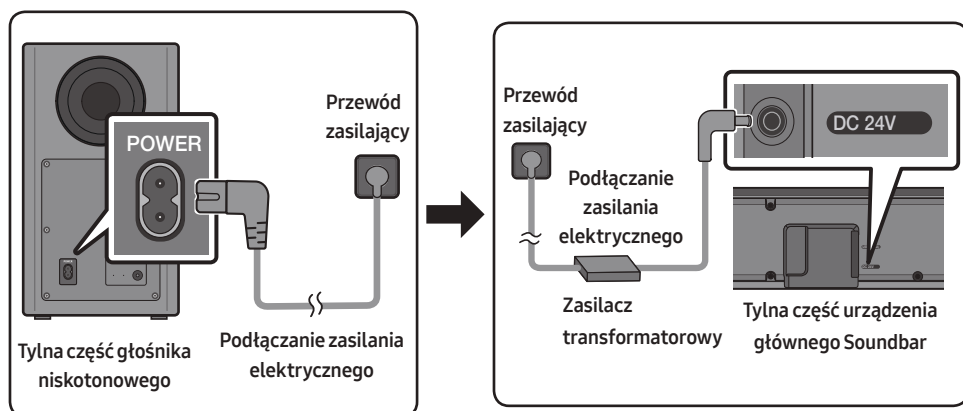 POWER
Przewód
zasilający
Tylna część głośnika
niskotonowego
Podłączanie zasilania
elektrycznego
Przewód
zasilający
DC 24V
Podłączanie
zasilania
elektrycznego
Zasilacz
transformatorowy
Tylna część urządzenia
głównego Soundbar